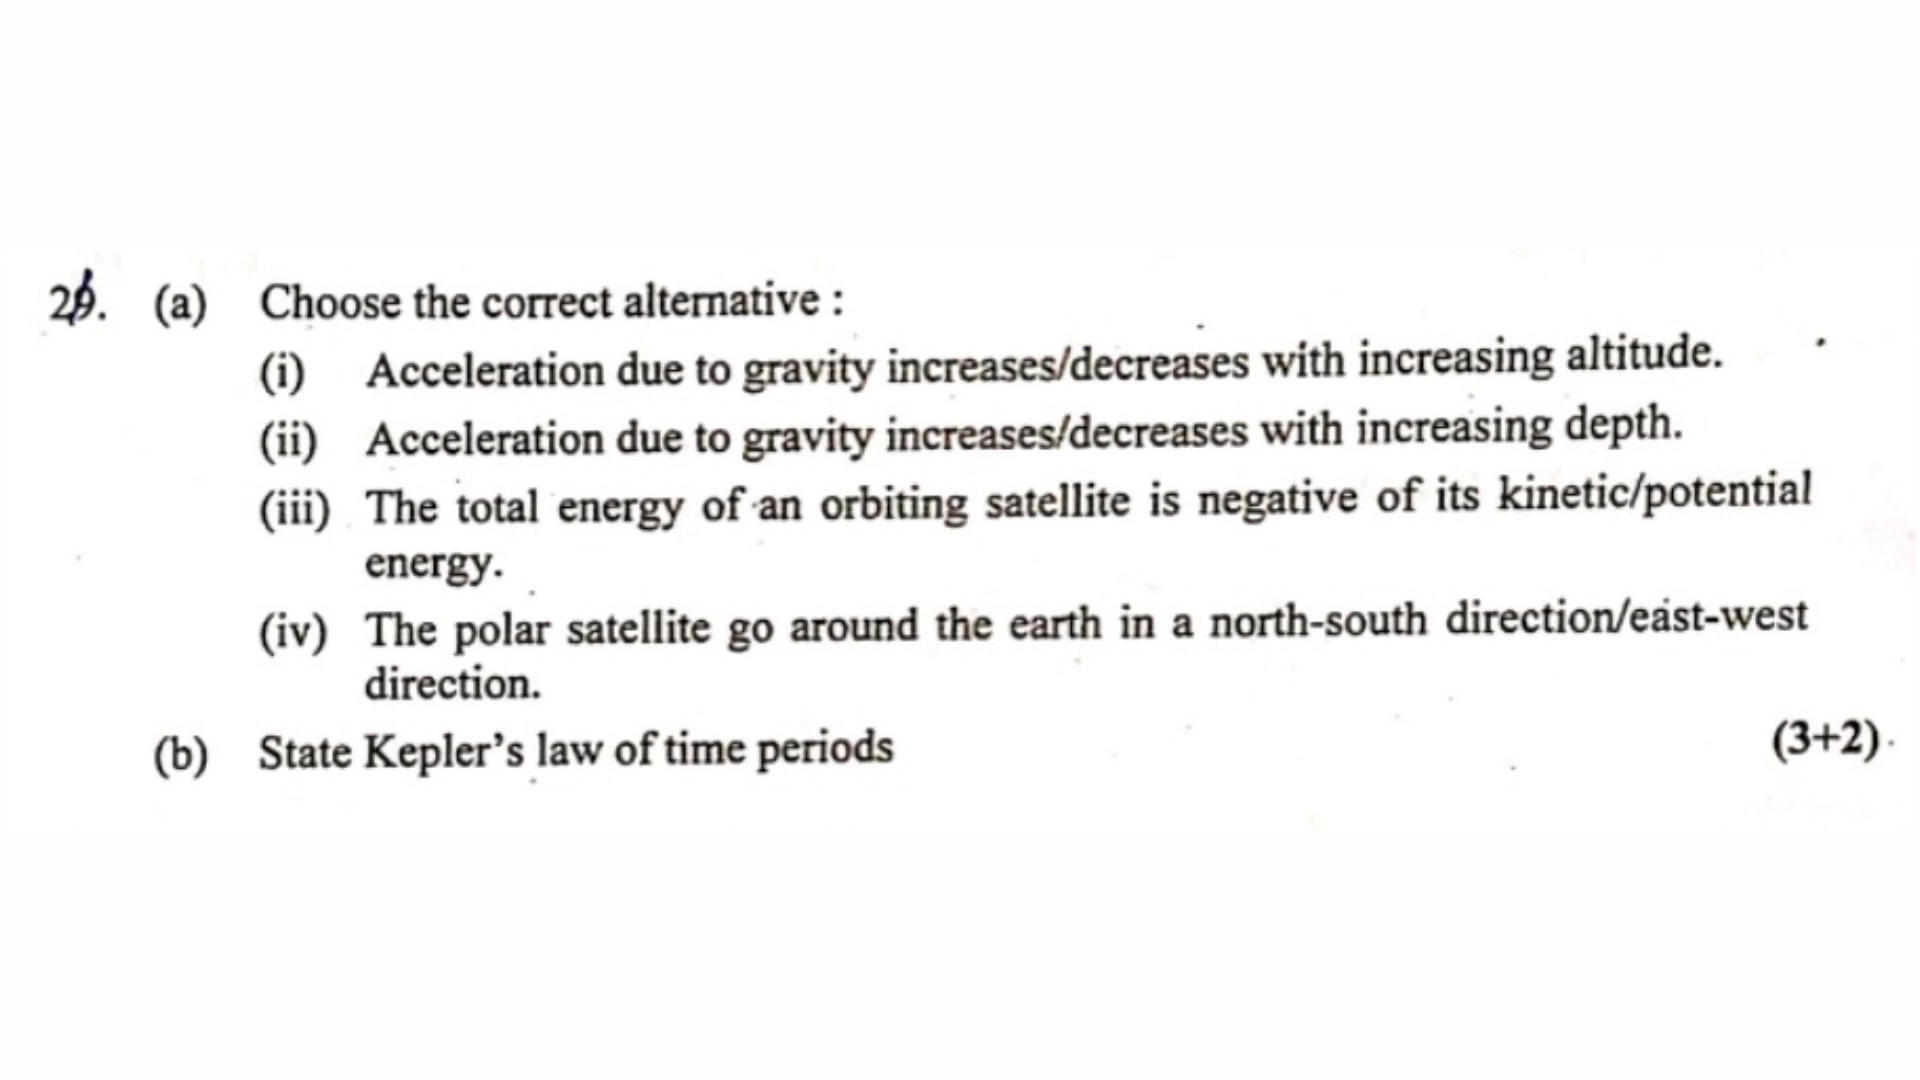 (a) Choose the correct alternative :
(i) Acceleration due to gravity increases/decreases with increasing altitude.
(ii) Acceleration due to gravity increases/decreases with increasing depth.
(iii) The total energy of an orbiting satellite is negative of its kinetic/potential
energy.
(iv) The polar satellite go around the earth in a north-south direction/east-west
direction.
(b) State Kepler's law of time periods (3+2)